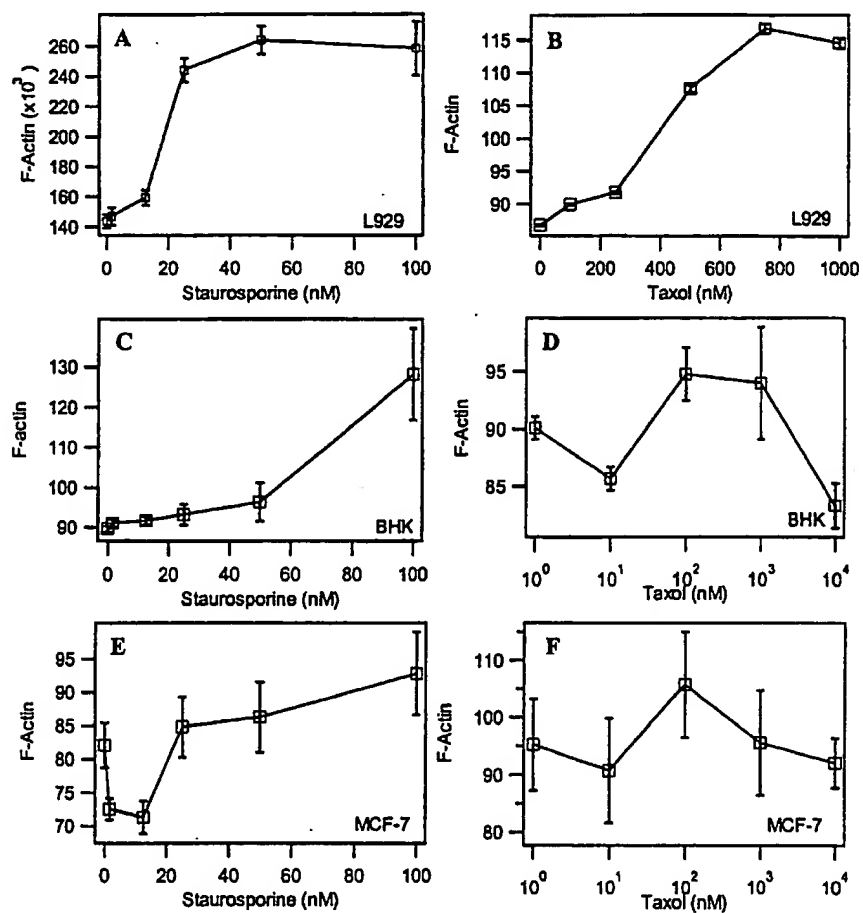 A
F-Actin (x10³)
260
240
220
200
180
160
140
L929
0 20 40 60 80 100
Staurosporine (nM)
B
F-Actin
115
110
105
100
95
90
L929
0 200 400 600 800 1000
Taxol (nM)
C
F-actin
130
120
110
100
90
BHK
0 20 40 60 80 100
Staurosporine (nM)
D
F-Actin
95
90
85
BHK
10⁰ 10¹ 10² 10³ 10⁴
Taxol (nM)
E
F-Actin
95
90
85
80
75
70
MCF-7
0 20 40 60 80 100
Staurosporine (nM)
F
F-Actin
110
100
90
80
MCF-7
10⁰ 10¹ 10² 10³ 10⁴
Taxol (nM)